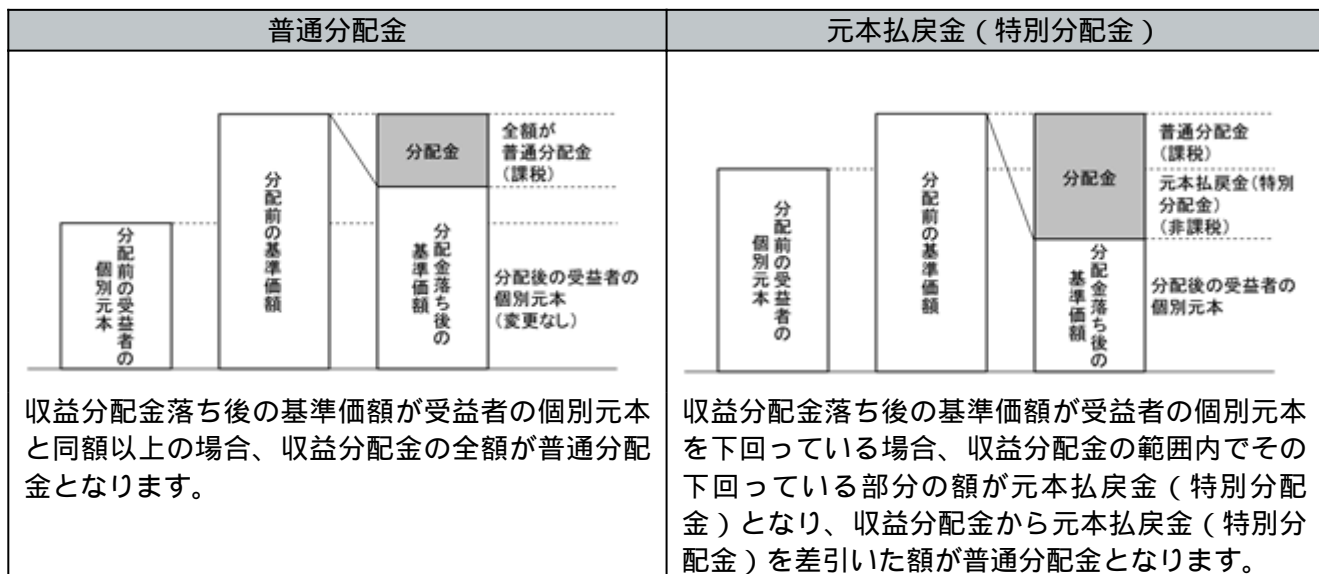 普通分配金
分配前の受益者の
個別元本
分配前の基準価額
分配金
分配金落ち後の
基準価額
全額が
普通分配金
(課税)
分配後の受益者の
個別元本
(変更なし)
収益分配金落ち後の基準価額が受益者の個別元本
と同額以上の場合、収益分配金の全額が普通分配
金となります。
元本払戻金（特別分配金）
分配前の受益者の
個別元本
分配前の基準価額
分配金
分配金落ち後の
基準価額
普通分配金
(課税)
元本払戻金(特別
分配金)
(非課税)
分配後の受益者の
個別元本
収益分配金落ち後の基準価額が受益者の個別元本
を下回っている場合、収益分配金の範囲内でその
下回っている部分の額が元本払戻金（特別分配
金）となり、収益分配金から元本払戻金（特別分
配金）を差引いた額が普通分配金となります。